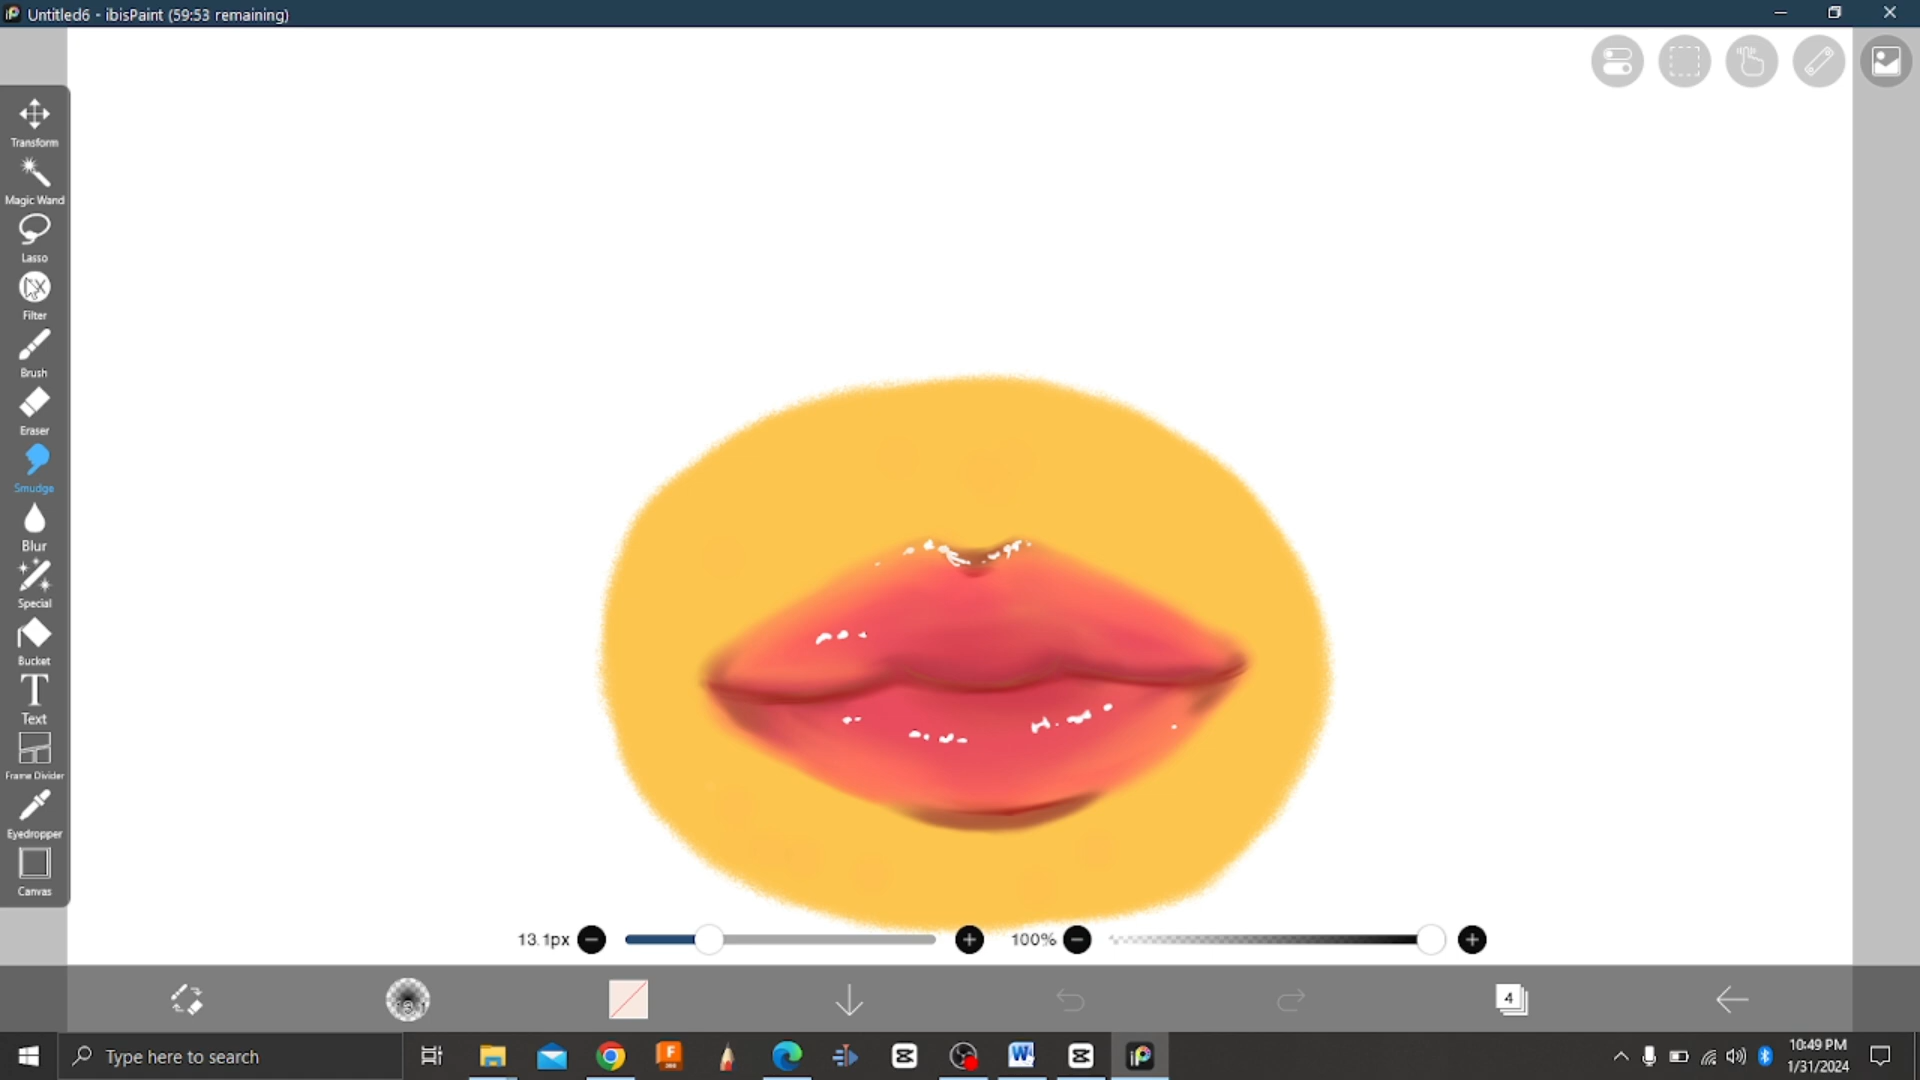 Untitled6 - ibisPaint (59:53 remaining)
Transform
Magic Wand
Lasso
Filter
Brush
Eraser
Smudge
Blur
Special
Bucket
Text
Frame Divider
Eyedropper
Canvas
13.1px
100%
4
Type here to search
10:49 PM
1/31/2024